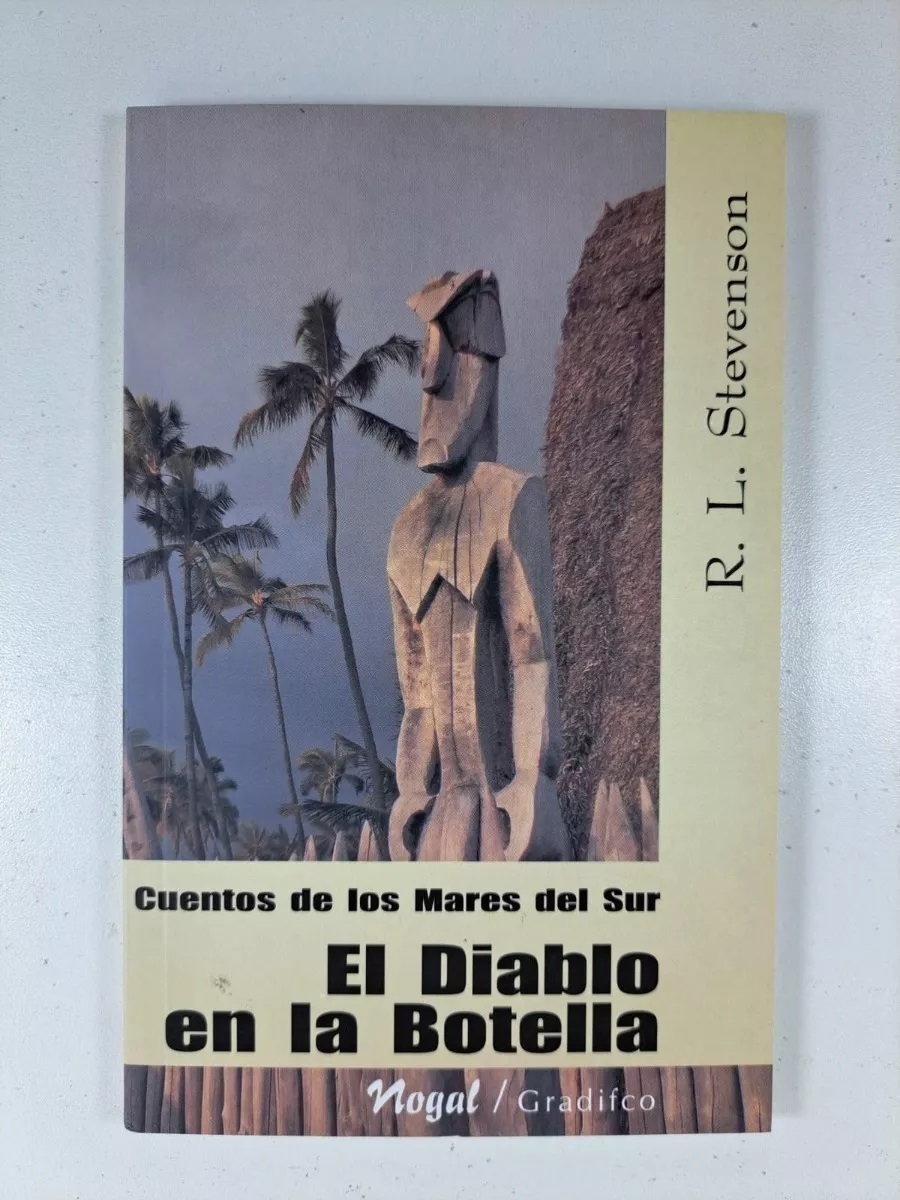 R. L. Stevenson
Cuentos de los Mares del Sur
El Diablo
en la Botella
Nogal / Gradifco